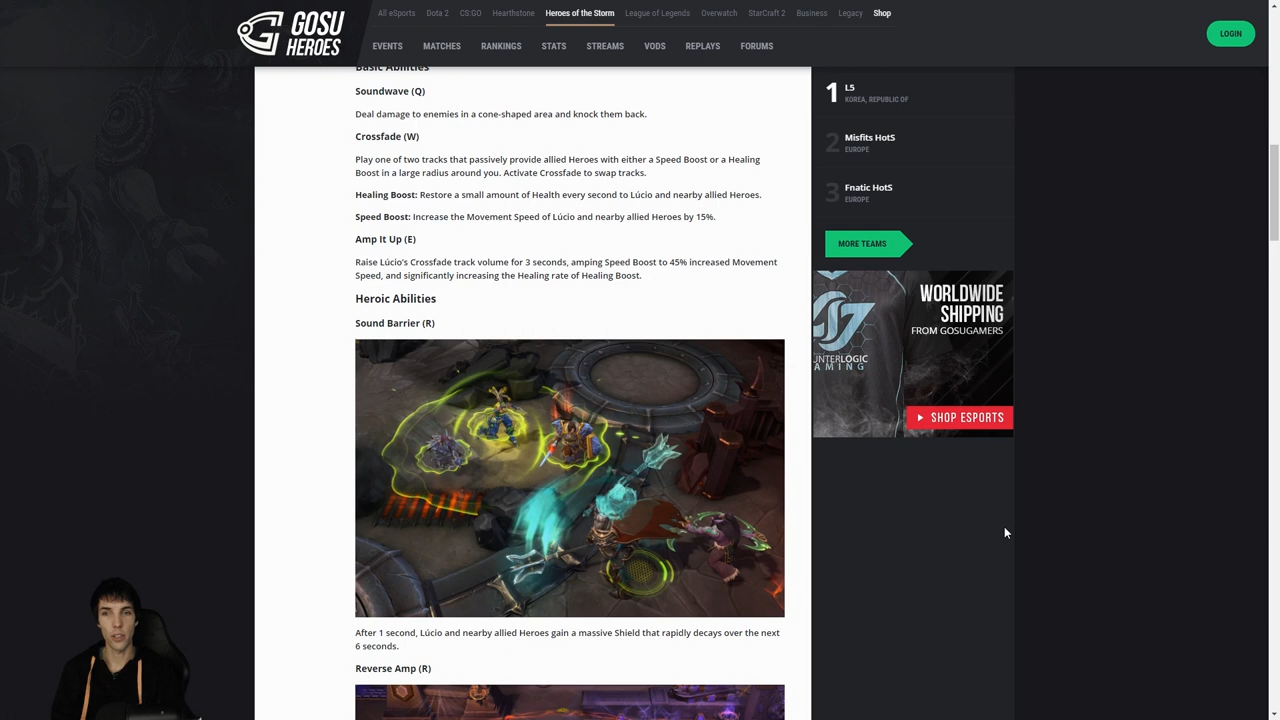 GOSU
HEROES
All eSports Dota 2 CS:GO Hearthstone Heroes of the Storm League of Legends Overwatch StarCraft 2 Business Legacy Shop
EVENTS MATCHES RANKINGS STATS STREAMS VODS REPLAYS FORUMS
LOGIN
Basic Abilities
Soundwave (Q)
Deal damage to enemies in a cone-shaped area and knock them back.
Crossfade (W)
Play one of two tracks that passively provide allied Heroes with either a Speed Boost or a Healing
Boost in a large radius around you. Activate Crossfade to swap tracks.
Healing Boost: Restore a small amount of Health every second to Lúcio and nearby allied Heroes.
Speed Boost: Increase the Movement Speed of Lúcio and nearby allied Heroes by 15%.
Amp It Up (E)
Raise Lúcio's Crossfade track volume for 3 seconds, amping Speed Boost to 45% increased Movement
Speed, and significantly increasing the Healing rate of Healing Boost.
Heroic Abilities
Sound Barrier (R)
After 1 second, Lúcio and nearby allied Heroes gain a massive Shield that rapidly decays over the next
6 seconds.
Reverse Amp (R)
1 L5
KOREA, REPUBLIC OF
2 Misfits HotS
EUROPE
3 Fnatic HotS
EUROPE
MORE TEAMS
WORLDWIDE
SHIPPING
FROM GOSUGAMERS
UNTERLOGIC
AMING
SHOP ESPORTS